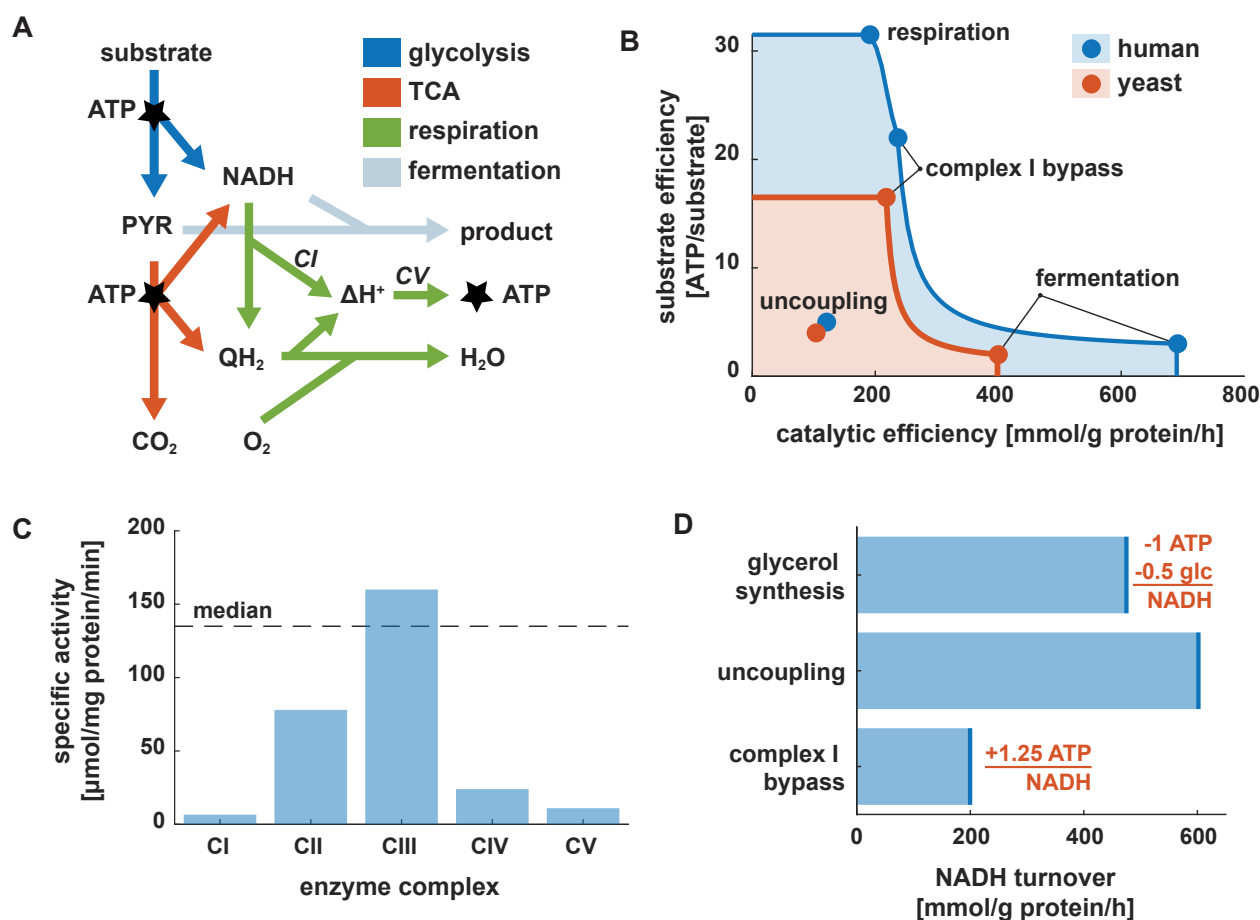 A
substrate
glycolysis
TCA
respiration
fermentation
ATP
NADH
PYR
product
CI
CV
ATP
ΔH⁺
ATP
QH₂
H₂O
CO₂
O₂
B
respiration
human
yeast
complex I bypass
fermentation
uncoupling
substrate efficiency
[ATP/substrate]
30
20
10
0
0
200
400
600
800
catalytic efficiency [mmol/g protein/h]
C
specific activity
[µmol/mg protein/min]
200
150
100
50
0
median
CI
CII
CIII
CIV
CV
enzyme complex
D
glycerol
synthesis
-1 ATP
-0.5 glc
NADH
uncoupling
complex I
bypass
+1.25 ATP
NADH
0
200
400
600
NADH turnover
[mmol/g protein/h]